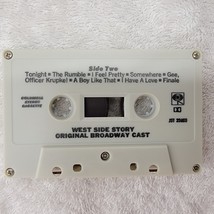 Side Two
Tonight • The Rumble • I Feel Pretty • Somewhere • Gee,
Officer Krupke! • A Boy Like That • I Have A Love • Finale
WEST SIDE STORY
ORIGINAL BROADWAY CAST